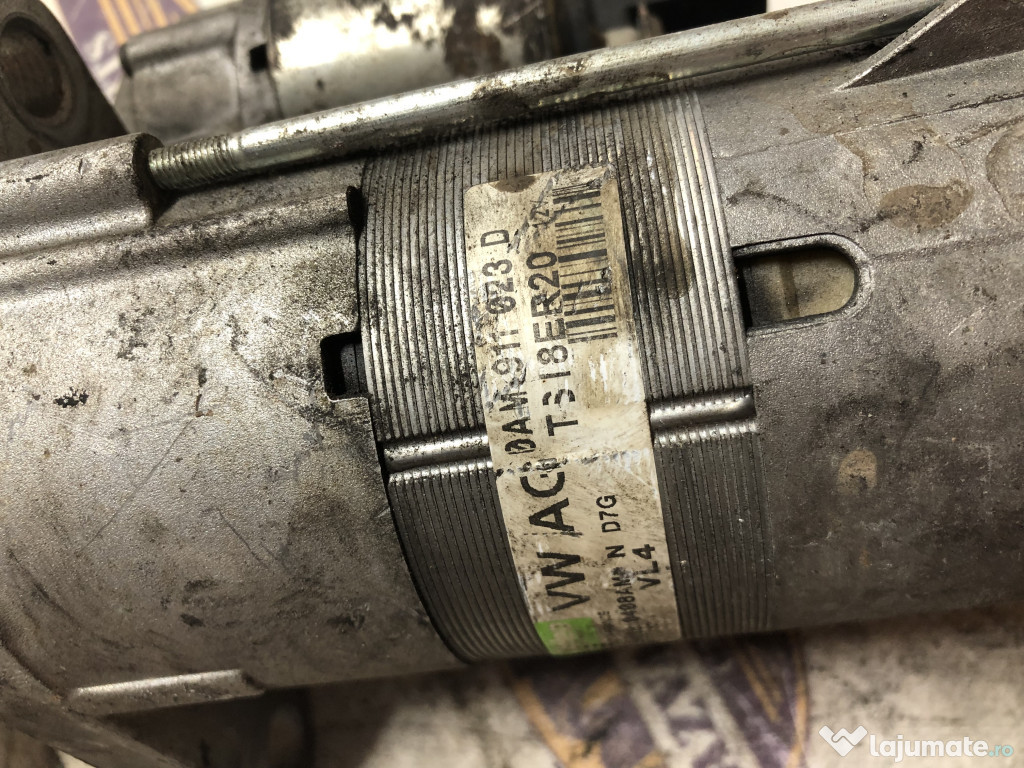 VW AG 0AM 911 023 D
TS18ER20
N D7G
VL4
lajumate.ro